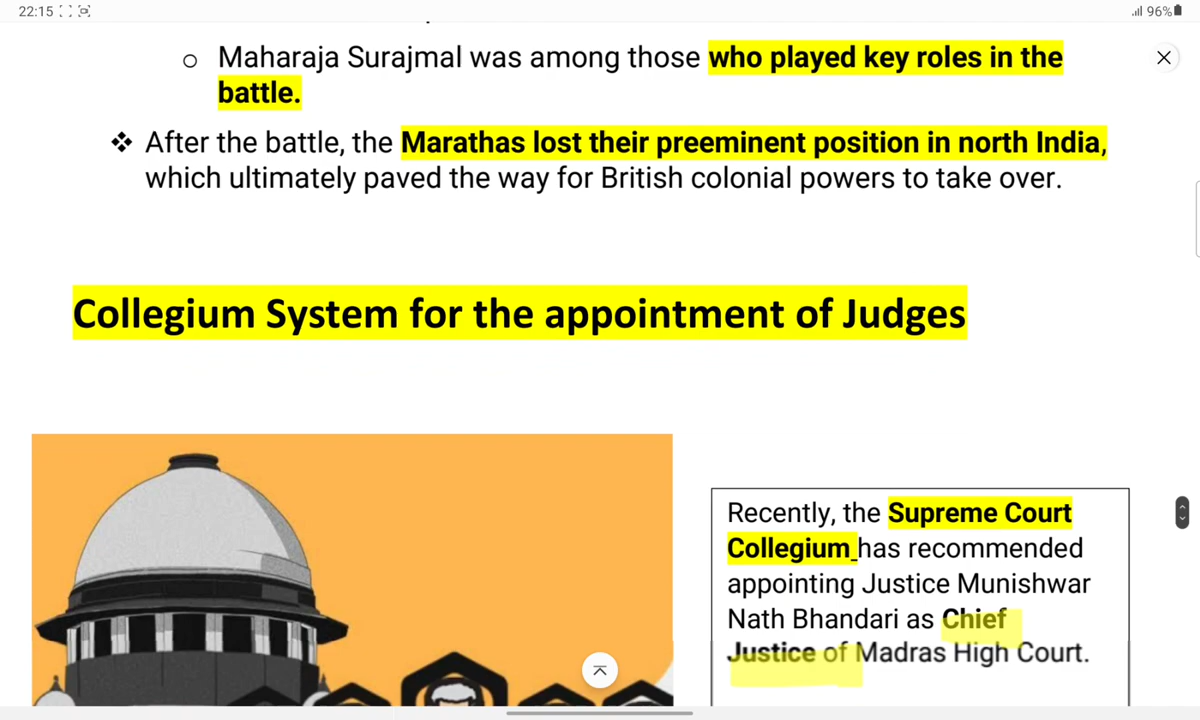 22:15
96%
Maharaja Surajmal was among those who played key roles in the
battle.
After the battle, the Marathas lost their preeminent position in north India,
which ultimately paved the way for British colonial powers to take over.
Collegium System for the appointment of Judges
Recently, the Supreme Court
Collegium has recommended
appointing Justice Munishwar
Nath Bhandari as Chief
Justice of Madras High Court.